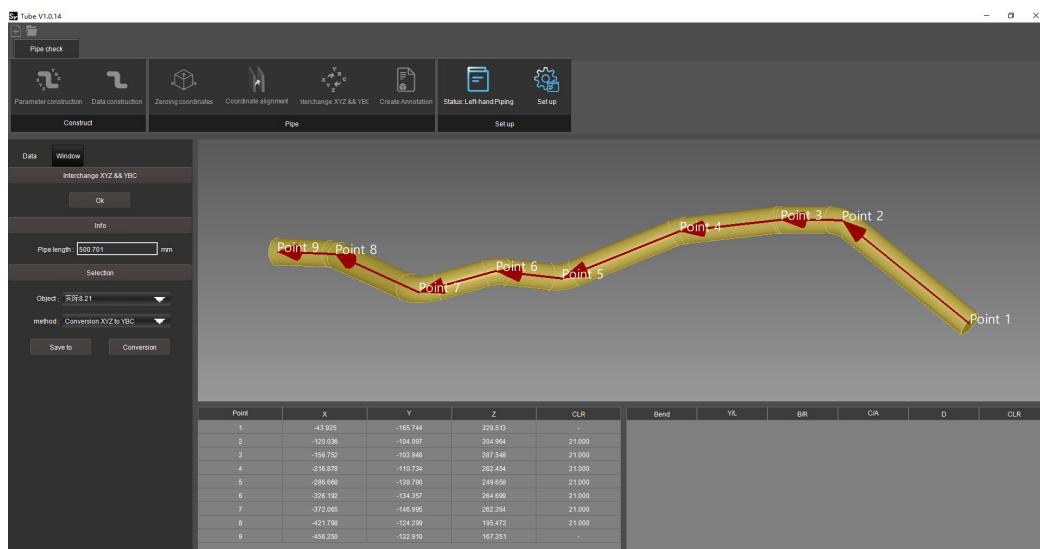 Tube V1.0.14
Pipe check
Parameter construction Data construction Zeroing coordinates Coordinate alignment nterchange XYZ && YBC Create Annotation Status: Left-hand Piping Set up
Construct Pipe Set up
Data Window
Interchange XYZ && YBC
Ok
Info
Pipe length: 500.701 mm
Selection
Object: 实际8.21
method: Conversion XYZ to YBC
Save to Conversion
Point 9 Point 8 Point 7 Point 6 Point 5 Point 4 Point 3 Point 2 Point 1
Point X Y Z CLR
1 -43.925 -165.744 329.513 -
2 -120.036 -104.097 304.964 21.000
3 -156.752 -103.948 287.548 21.000
4 -216.878 -110.734 262.454 21.000
5 -286.668 -138.790 249.658 21.000
6 -326.192 -134.357 264.699 21.000
7 -372.065 -146.995 262.354 21.000
8 -421.798 -124.299 195.472 21.000
9 -456.250 -122.910 167.351 -
Bend Y/L B/R C/A D CLR